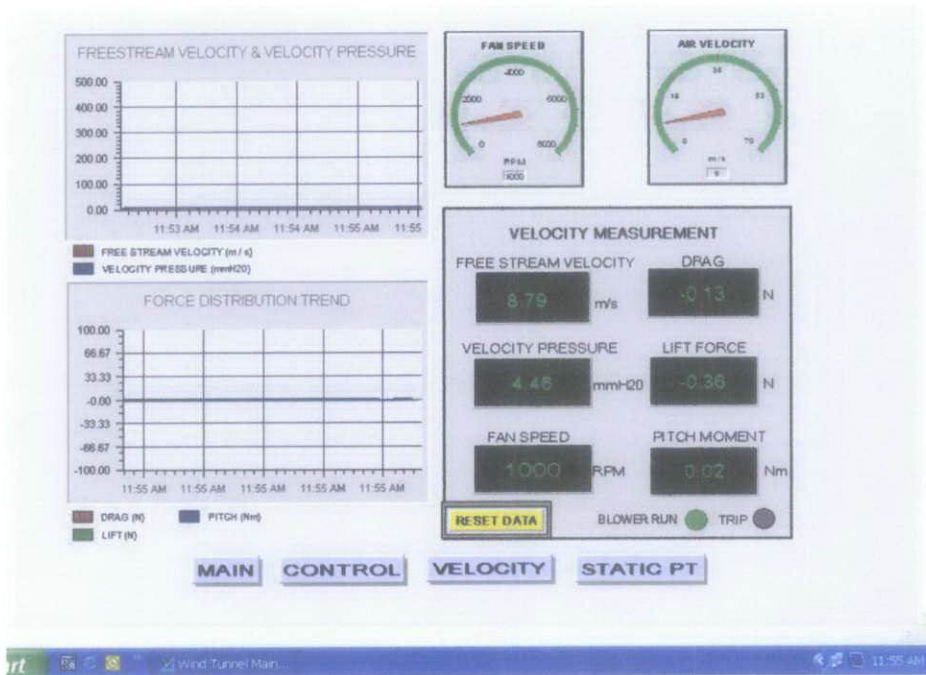 FREESTREAM VELOCITY & VELOCITY PRESSURE
500.00
400.00
300.00
200.00
100.00
0.00
11:53 AM 11:54 AM 11:54 AM 11:55 AM 11:55
FREE STREAM VELOCITY (m / s)
VELOCITY PRESSURE (mmH20)
FORCE DISTRIBUTION TREND
100.00
66.67
33.33
-0.00
-33.33
-66.67
-100.00
11:55 AM 11:55 AM 11:55 AM 11:55 AM 11:55 AM
DRAG (N) PITCH (Nm)
LIFT (N)
FAN SPEED
4000
2000 6000
0 8000
RPM
1000
AIR VELOCITY
18 53
0 70
m/s
9
VELOCITY MEASUREMENT
FREE STREAM VELOCITY DRAG
8.79 m/s -0.13 N
VELOCITY PRESSURE LIFT FORCE
4.46 mmH20 -0.36 N
FAN SPEED PITCH MOMENT
1000 RPM 0.02 Nm
RESET DATA BLOWER RUN TRIP
MAIN CONTROL VELOCITY STATIC PT
art Wind Tunnel Main... 11:55 AM